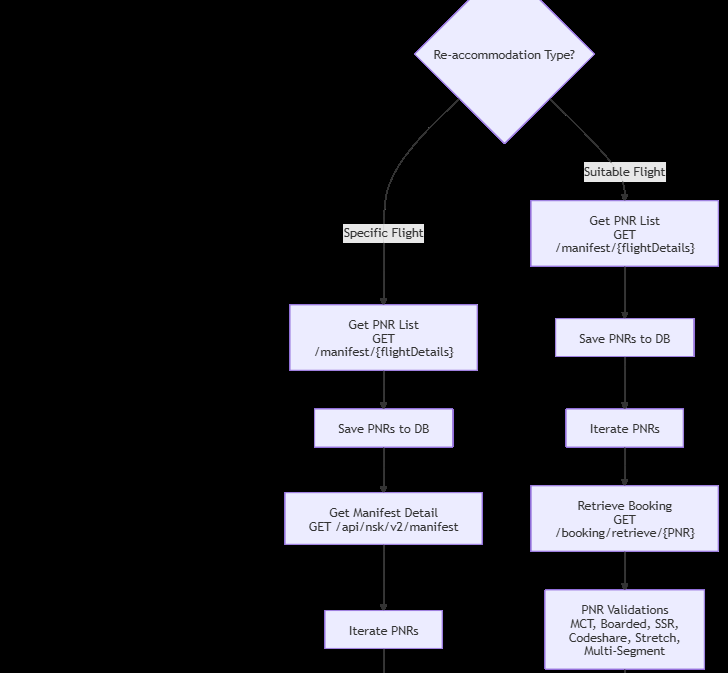 Re-accommodation Type?
Suitable Flight
Specific Flight
Get PNR List
GET
/manifest/{flightDetails}
Save PNRs to DB
Iterate PNRs
Retrieve Booking
GET
/booking/retrieve/{PNR}
PNR Validations
MCT, Boarded, SSR,
Codeshare, Stretch,
Multi-Segment
Get PNR List
GET
/manifest/{flightDetails}
Save PNRs to DB
Get Manifest Detail
GET /api/nsk/v2/manifest
Iterate PNRs